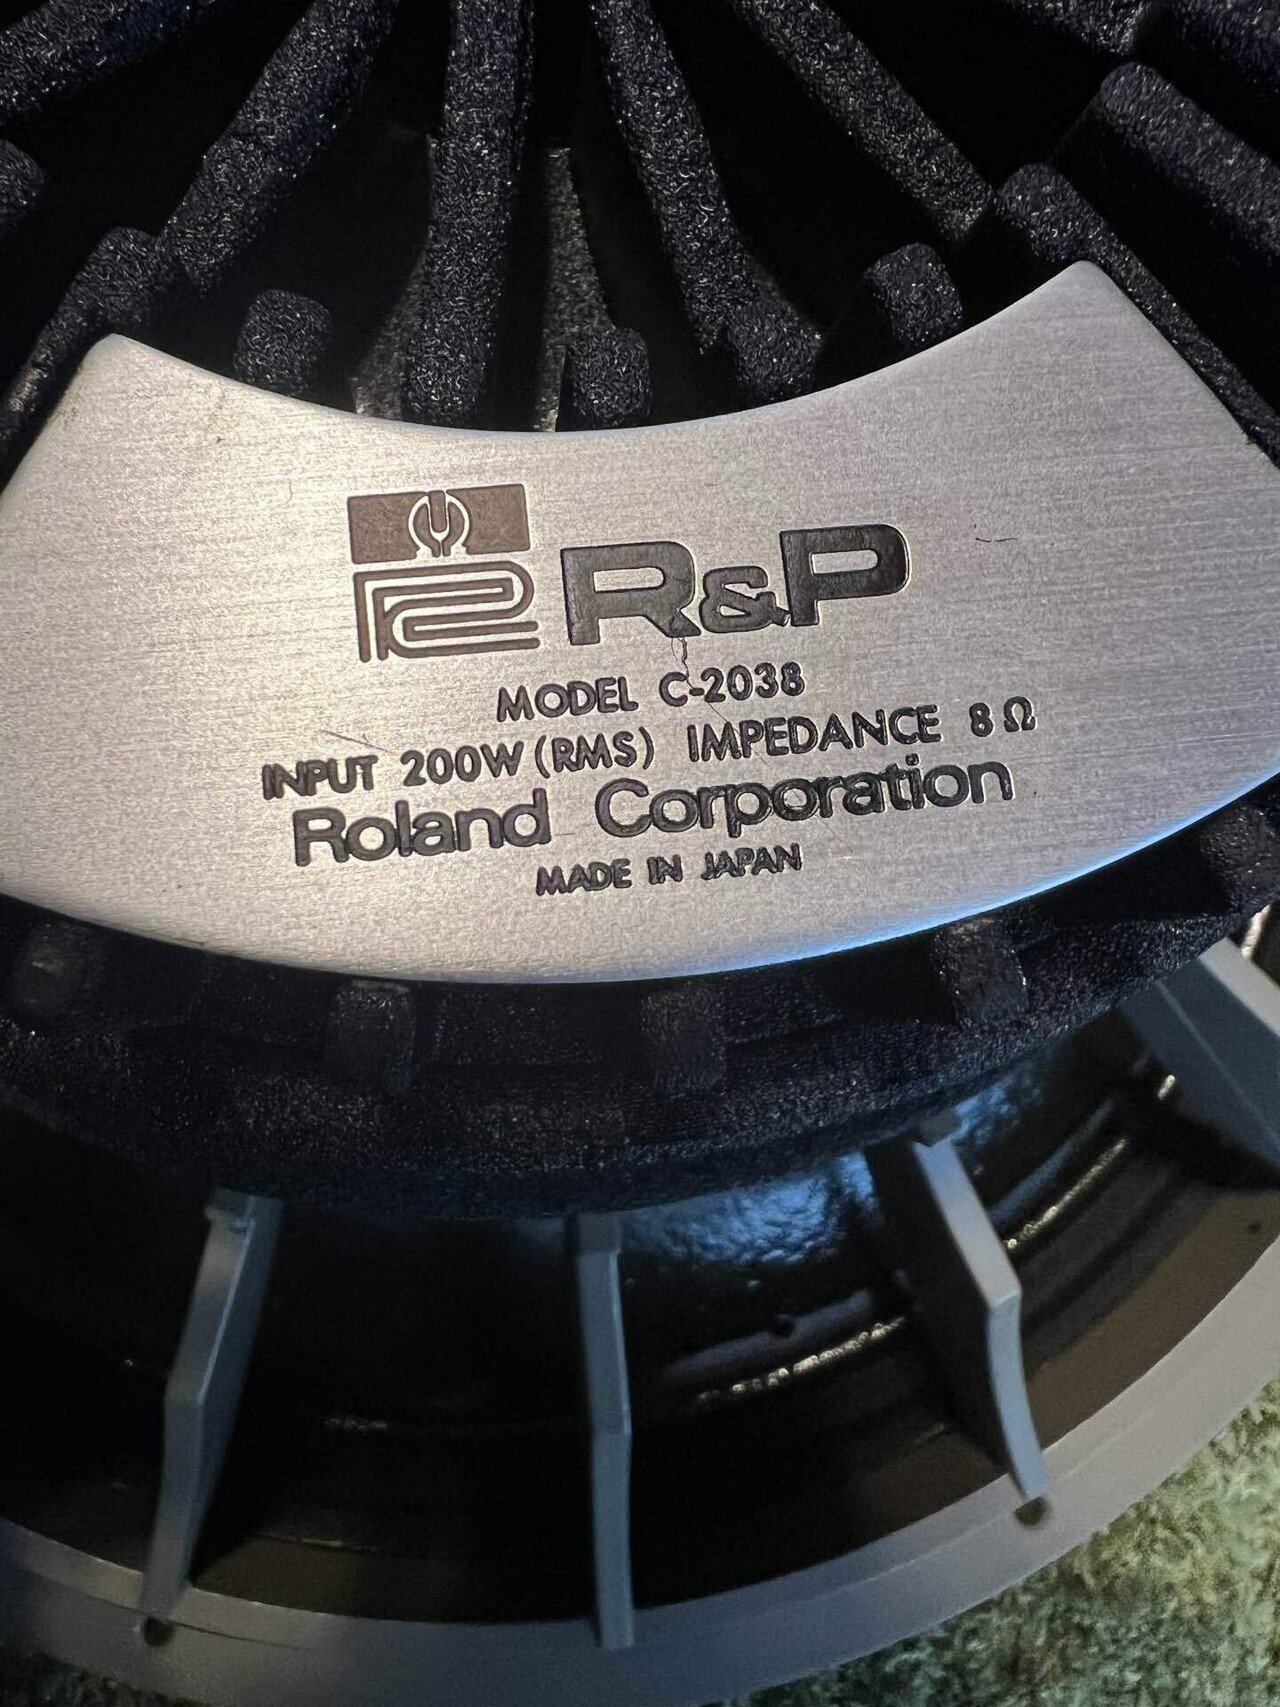 R&P
MODEL C-2038
INPUT 200W (RMS) IMPEDANCE 8 Ω
Roland Corporation
MADE IN JAPAN